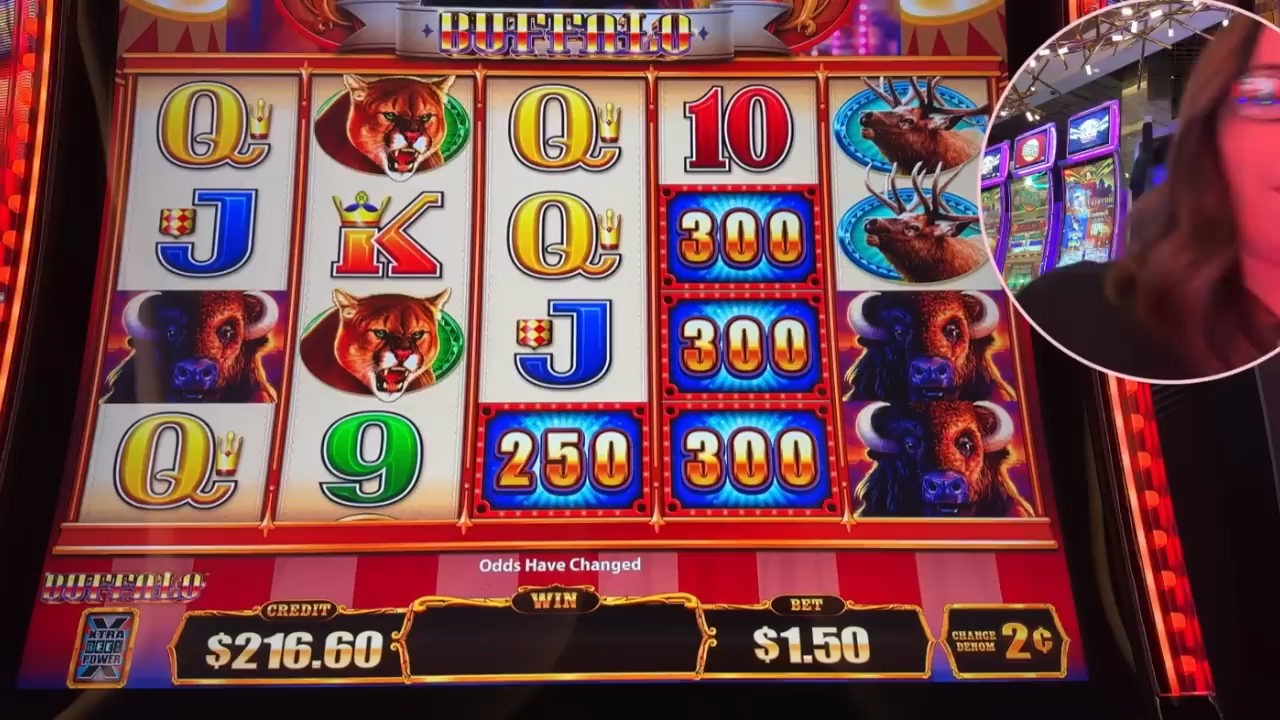 BUFFALO
Q Q 10
J K Q 300
J 300
Q 9 250 300
Odds Have Changed
BUFFALO
CREDIT WIN BET
XTRA REEL POWER
$216.60 $1.50
CHANGE DENOM 2¢